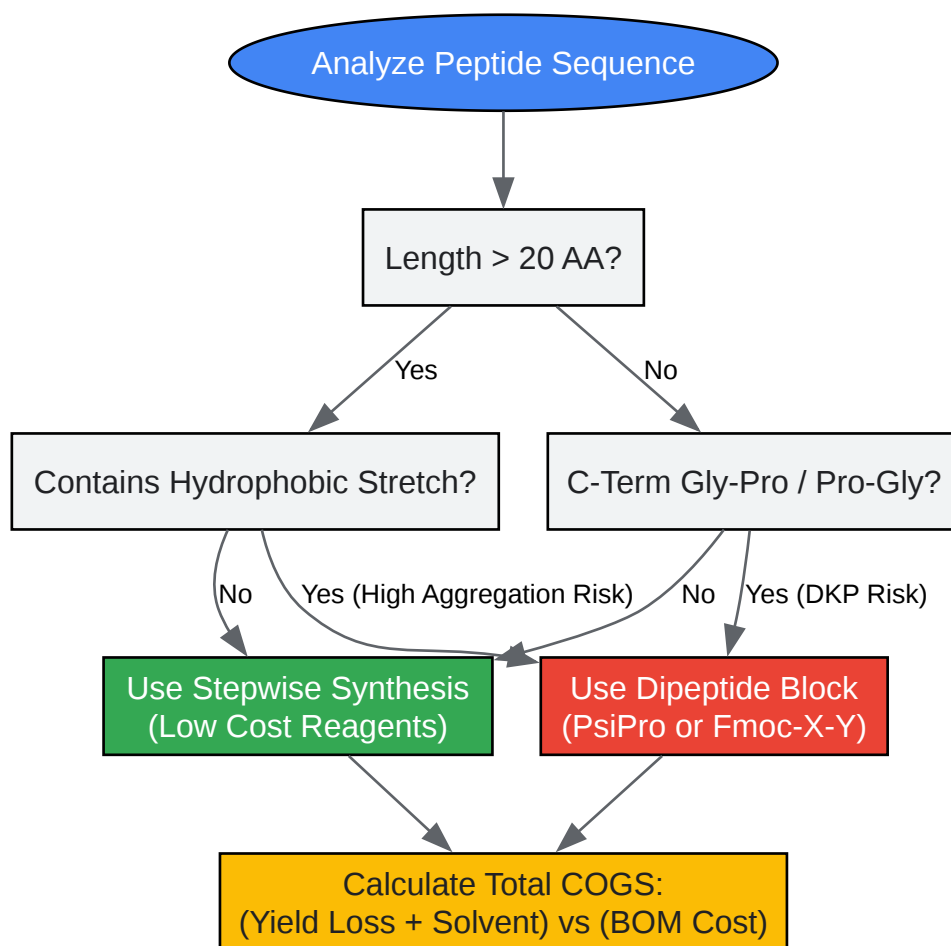 Analyze Peptide Sequence
Length > 20 AA?
Yes
No
Contains Hydrophobic Stretch?
C-Term Gly-Pro / Pro-Gly?
No
Yes (High Aggregation Risk)
No
Yes (DKP Risk)
Use Stepwise Synthesis
(Low Cost Reagents)
Use Dipeptide Block
(PsiPro or Fmoc-X-Y)
Calculate Total COGS:
(Yield Loss + Solvent) vs (BOM Cost)